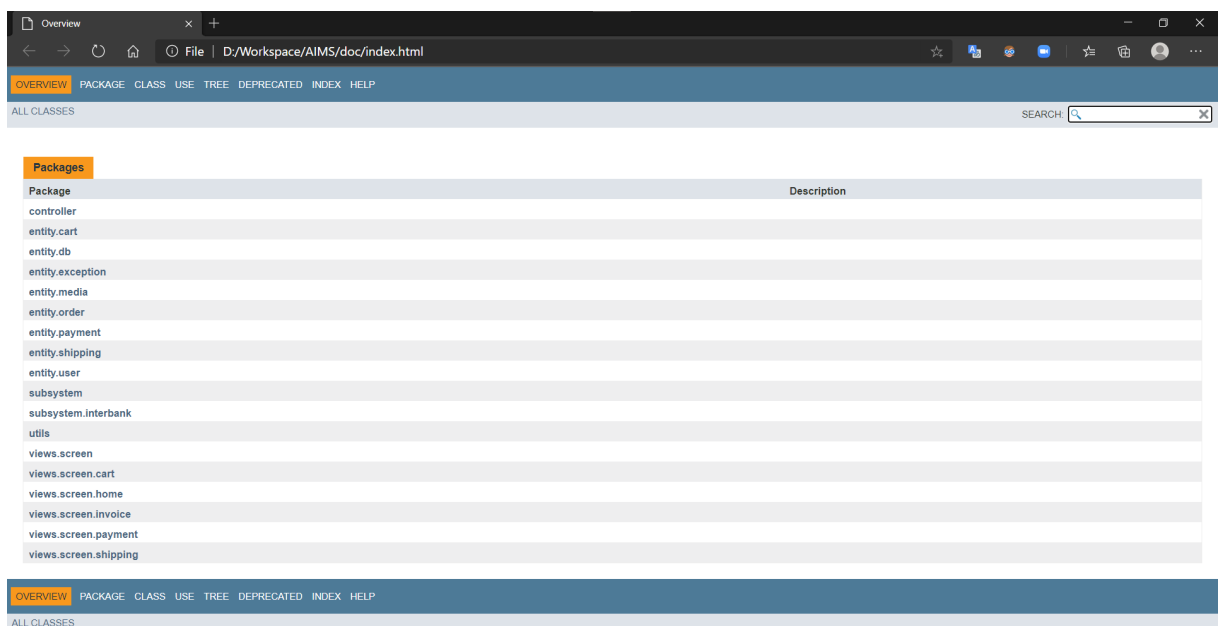 Overview
File | D:/Workspace/AIMS/doc/index.html
OVERVIEW PACKAGE CLASS USE TREE DEPRECATED INDEX HELP
ALL CLASSES
SEARCH:
Packages
Package Description
controller
entity.cart
entity.db
entity.exception
entity.media
entity.order
entity.payment
entity.shipping
entity.user
subsystem
subsystem.interbank
utils
views.screen
views.screen.cart
views.screen.home
views.screen.invoice
views.screen.payment
views.screen.shipping
OVERVIEW PACKAGE CLASS USE TREE DEPRECATED INDEX HELP
ALL CLASSES